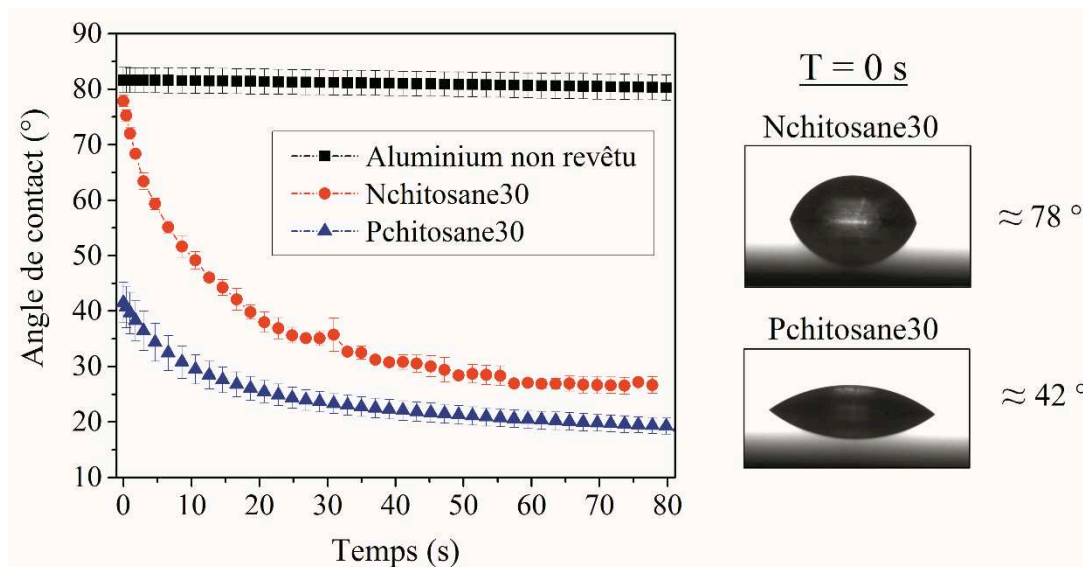 90
80
70
60
50
40
30
20
10
Angle de contact (°)
Aluminium non revêtu
Nchitosane30
Pchitosane30
0 10 20 30 40 50 60 70 80
Temps (s)
T = 0 s
Nchitosane30
≈ 78 °
Pchitosane30
≈ 42 °